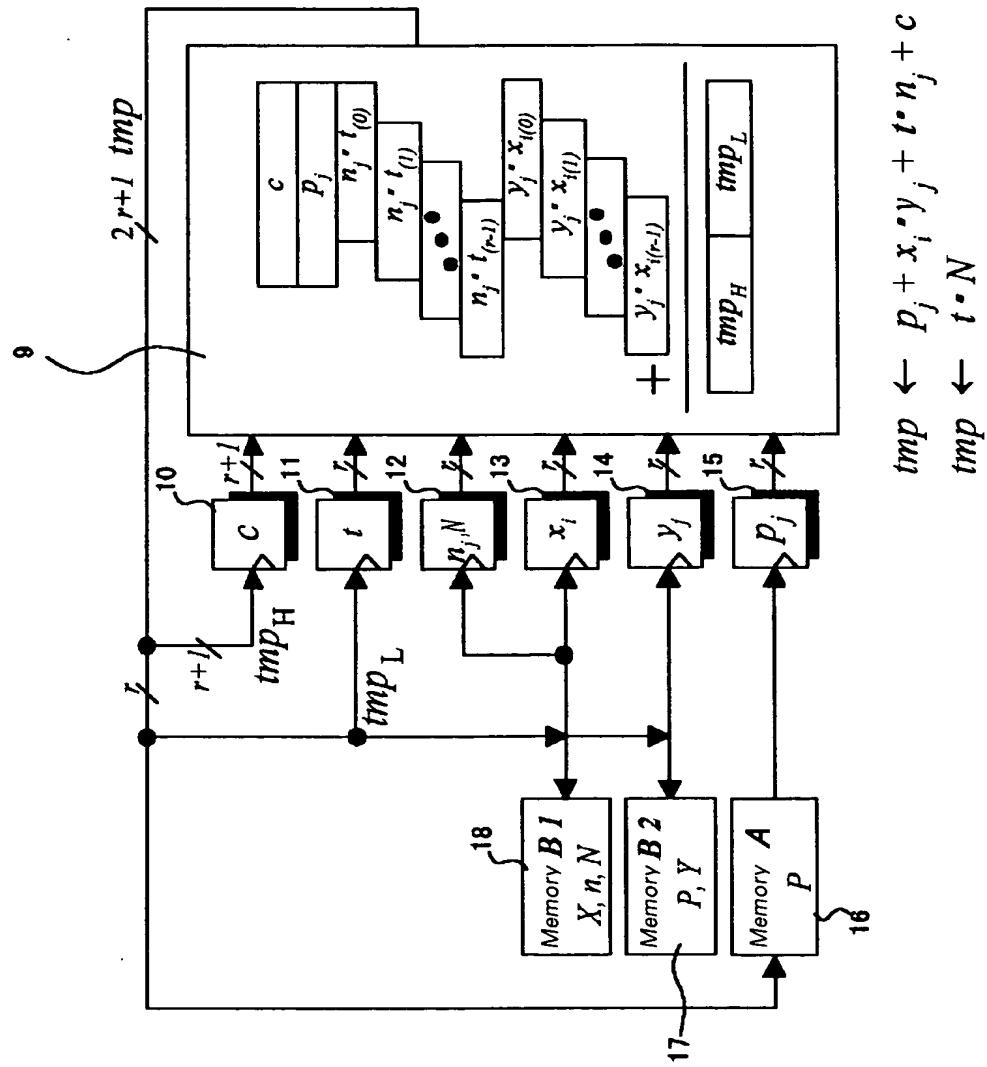 9
2r+1 tmp
c
p_j
n_j • t_(0)
n_j • t_(1)
n_j • t_(r-1)
y_j • x_i(0)
y_j • x_i(1)
y_j • x_i(r-1)
+
tmp_H tmp_L
10
c
r+1
11
t
r
12
n_j, N
r
13
x_i
r
14
y_j
r
15
p_j
r
r
r+1
tmp_H
tmp_L
18
Memory B 1
X, n, N
Memory B 2
P, Y
17
Memory A
P
16
tmp ← p_j + x_i • y_j + t • n_j + c
tmp ← t • N